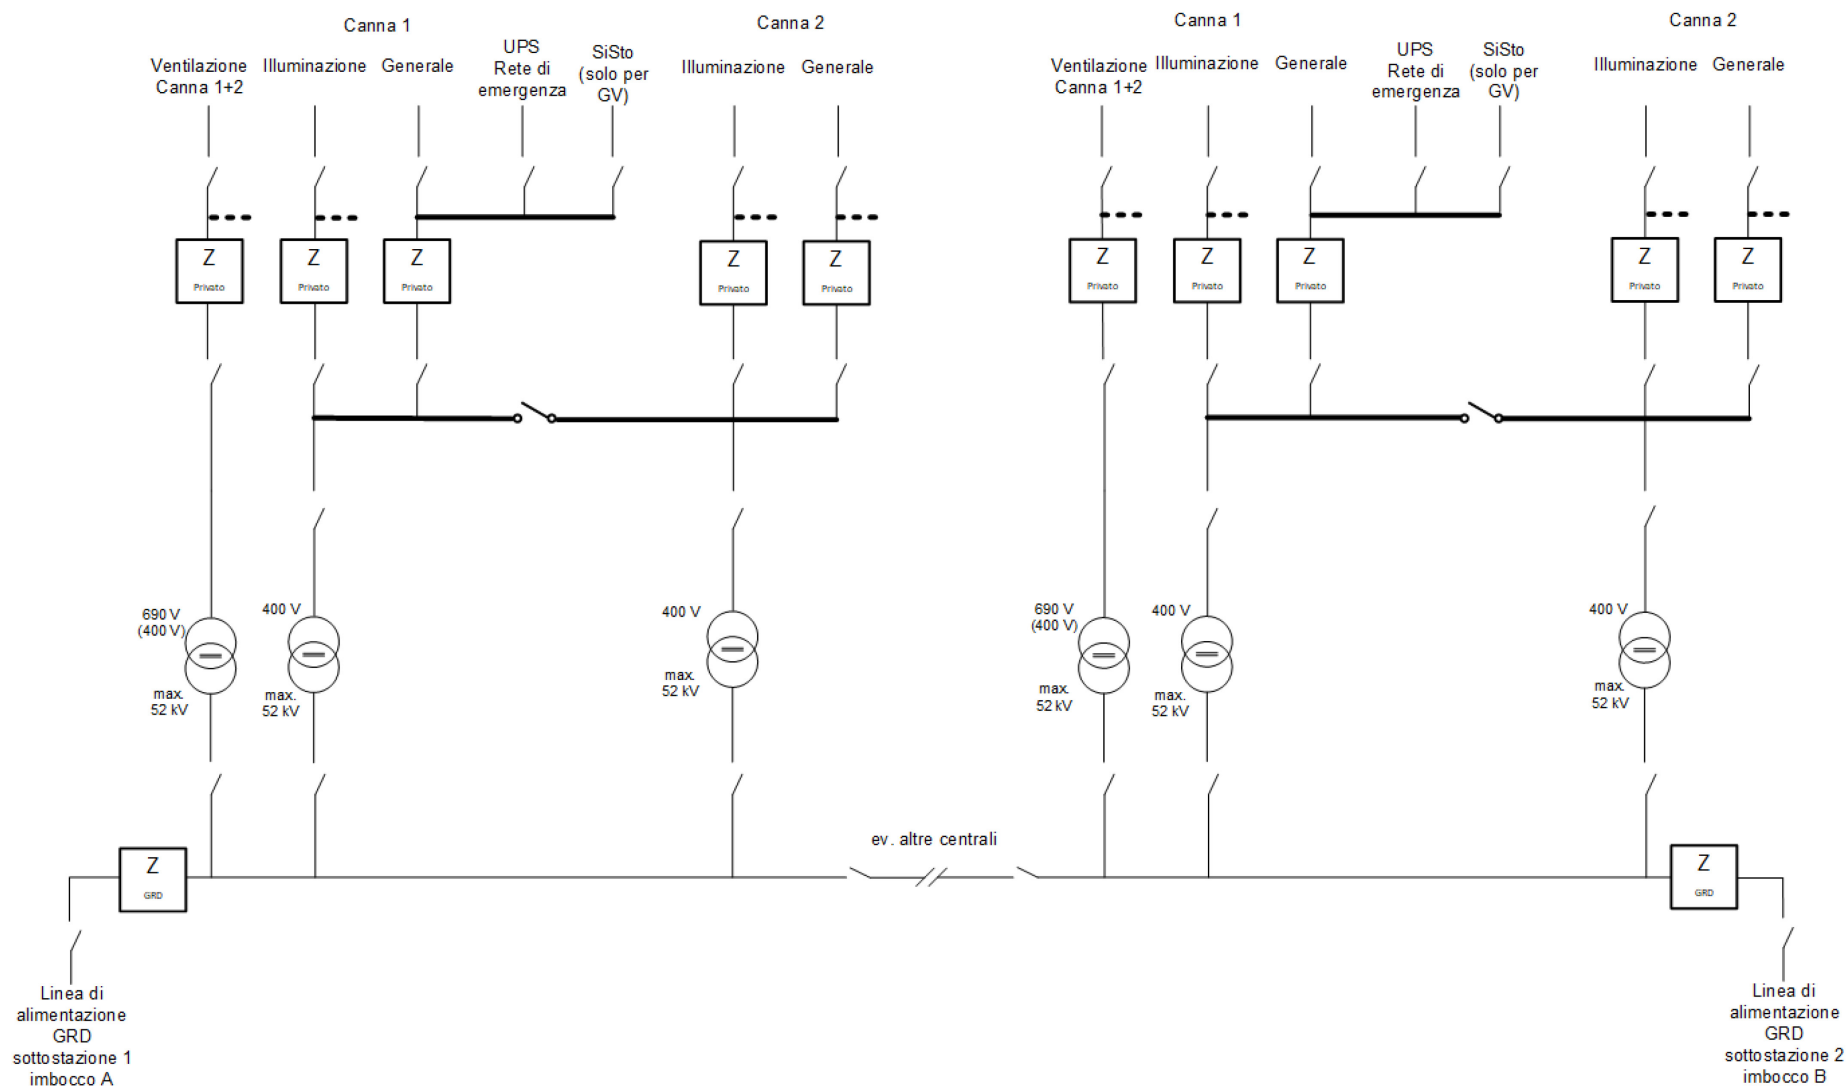 Canna 1
Canna 2
Canna 1
Canna 2
Ventilazione
Canna 1+2
Illuminazione
Generale
UPS
Rete di
emergenza
SiSto
(solo per
GV)
Illuminazione
Generale
Ventilazione
Canna 1+2
Illuminazione
Generale
UPS
Rete di
emergenza
SiSto
(solo per
GV)
Illuminazione
Generale
Z
Privato
Z
Privato
Z
Privato
Z
Privato
Z
Privato
Z
Privato
Z
Privato
Z
Privato
Z
Privato
Z
Privato
690 V
(400 V)
max.
52 kV
400 V
max.
52 kV
400 V
max.
52 kV
690 V
(400 V)
max.
52 kV
400 V
max.
52 kV
400 V
max.
52 kV
ev. altre centrali
Z
GRD
Z
GRD
Linea di
alimentazione
GRD
sottostazione 1
imbocco A
Linea di
alimentazione
GRD
sottostazione 2
imbocco B